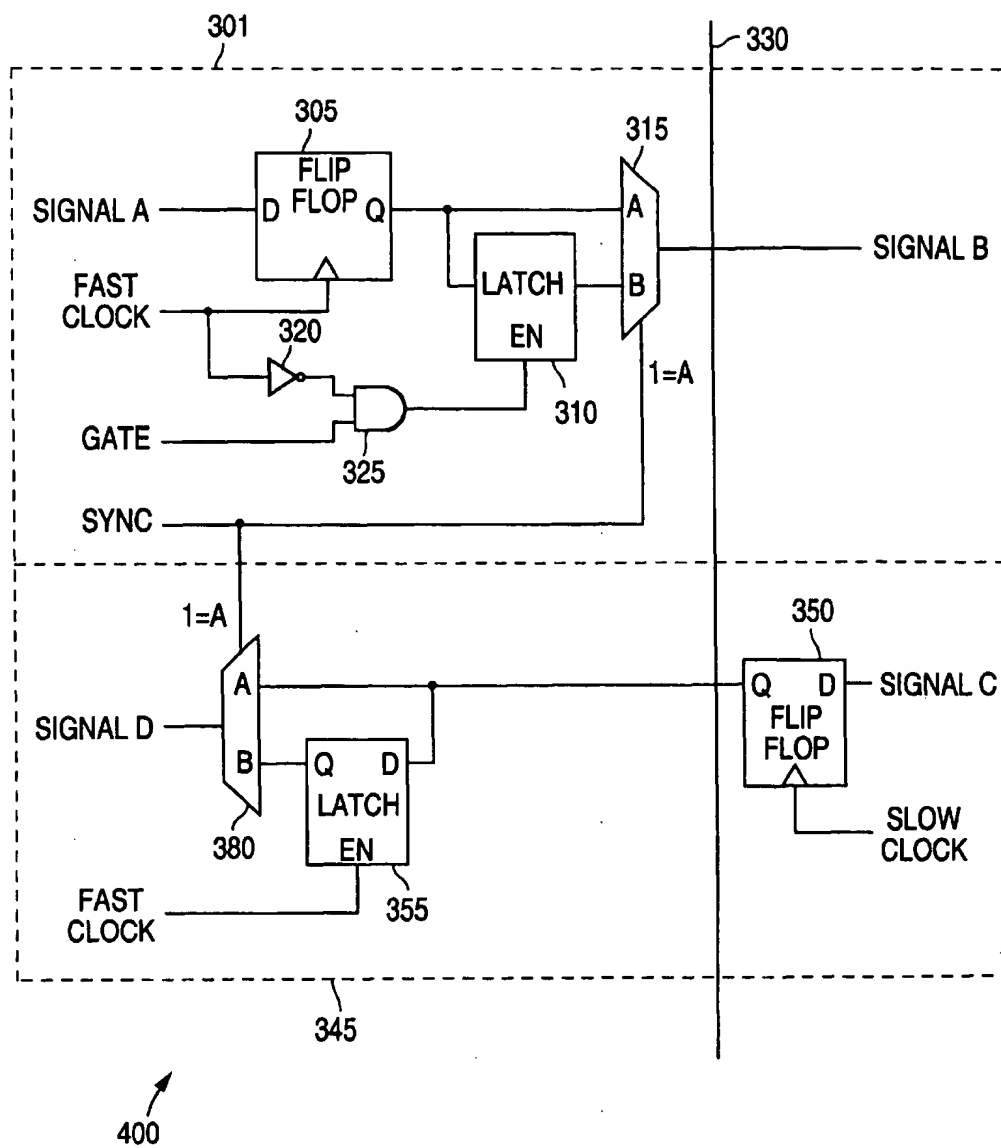 301
330
305
315
FLIP
FLOP
SIGNAL A
D
Q
A
SIGNAL B
FAST
CLOCK
LATCH
B
EN
320
1=A
310
GATE
325
SYNC
1=A
350
A
Q
D
SIGNAL C
SIGNAL D
FLIP
FLOP
B
Q
D
LATCH
380
EN
SLOW
CLOCK
355
FAST
CLOCK
345
400